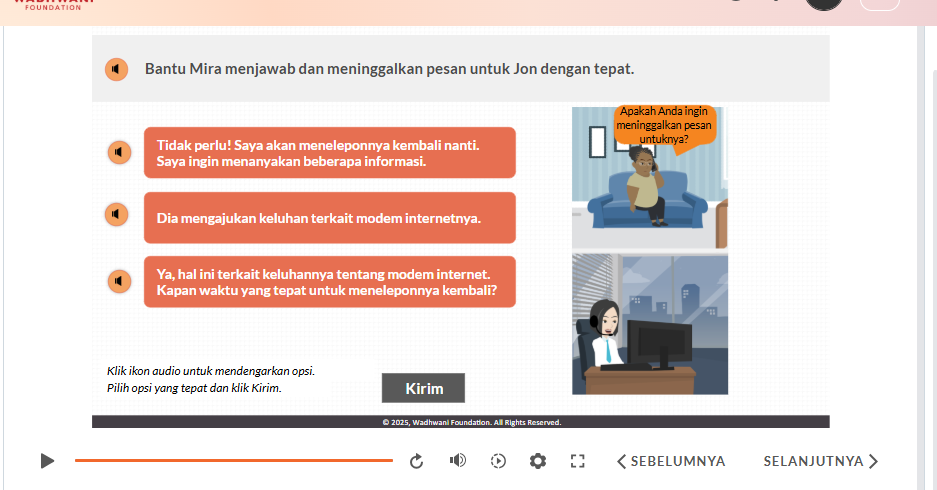 WADHWANI
FOUNDATION
Bantu Mira menjawab dan meninggalkan pesan untuk Jon dengan tepat.
Apakah Anda ingin
meninggalkan pesan
untuknya?
Tidak perlu! Saya akan meneleponnya kembali nanti.
Saya ingin menanyakan beberapa informasi.
Dia mengajukan keluhan terkait modem internetnya.
Ya, hal ini terkait keluhannya tentang modem internet.
Kapan waktu yang tepat untuk meneleponnya kembali?
Klik ikon audio untuk mendengarkan opsi.
Pilih opsi yang tepat dan klik Kirim.
Kirim
© 2025, Wadhwani Foundation. All Rights Reserved.
SEBELUMNYA
SELANJUTNYA